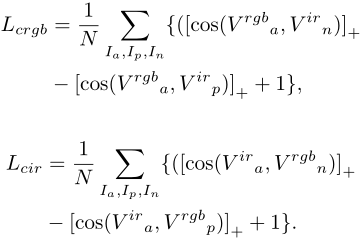 L_{crgb} = \frac{1}{N} \sum_{I_a, I_p, I_n} \{([\cos(V^{rgb}{}_a, V^{ir}{}_n)]_+
- [\cos(V^{rgb}{}_a, V^{ir}{}_p)]_+ + 1\},
L_{cir} = \frac{1}{N} \sum_{I_a, I_p, I_n} \{([\cos(V^{ir}{}_a, V^{rgb}{}_n)]_+
- [\cos(V^{ir}{}_a, V^{rgb}{}_p)]_+ + 1\}.